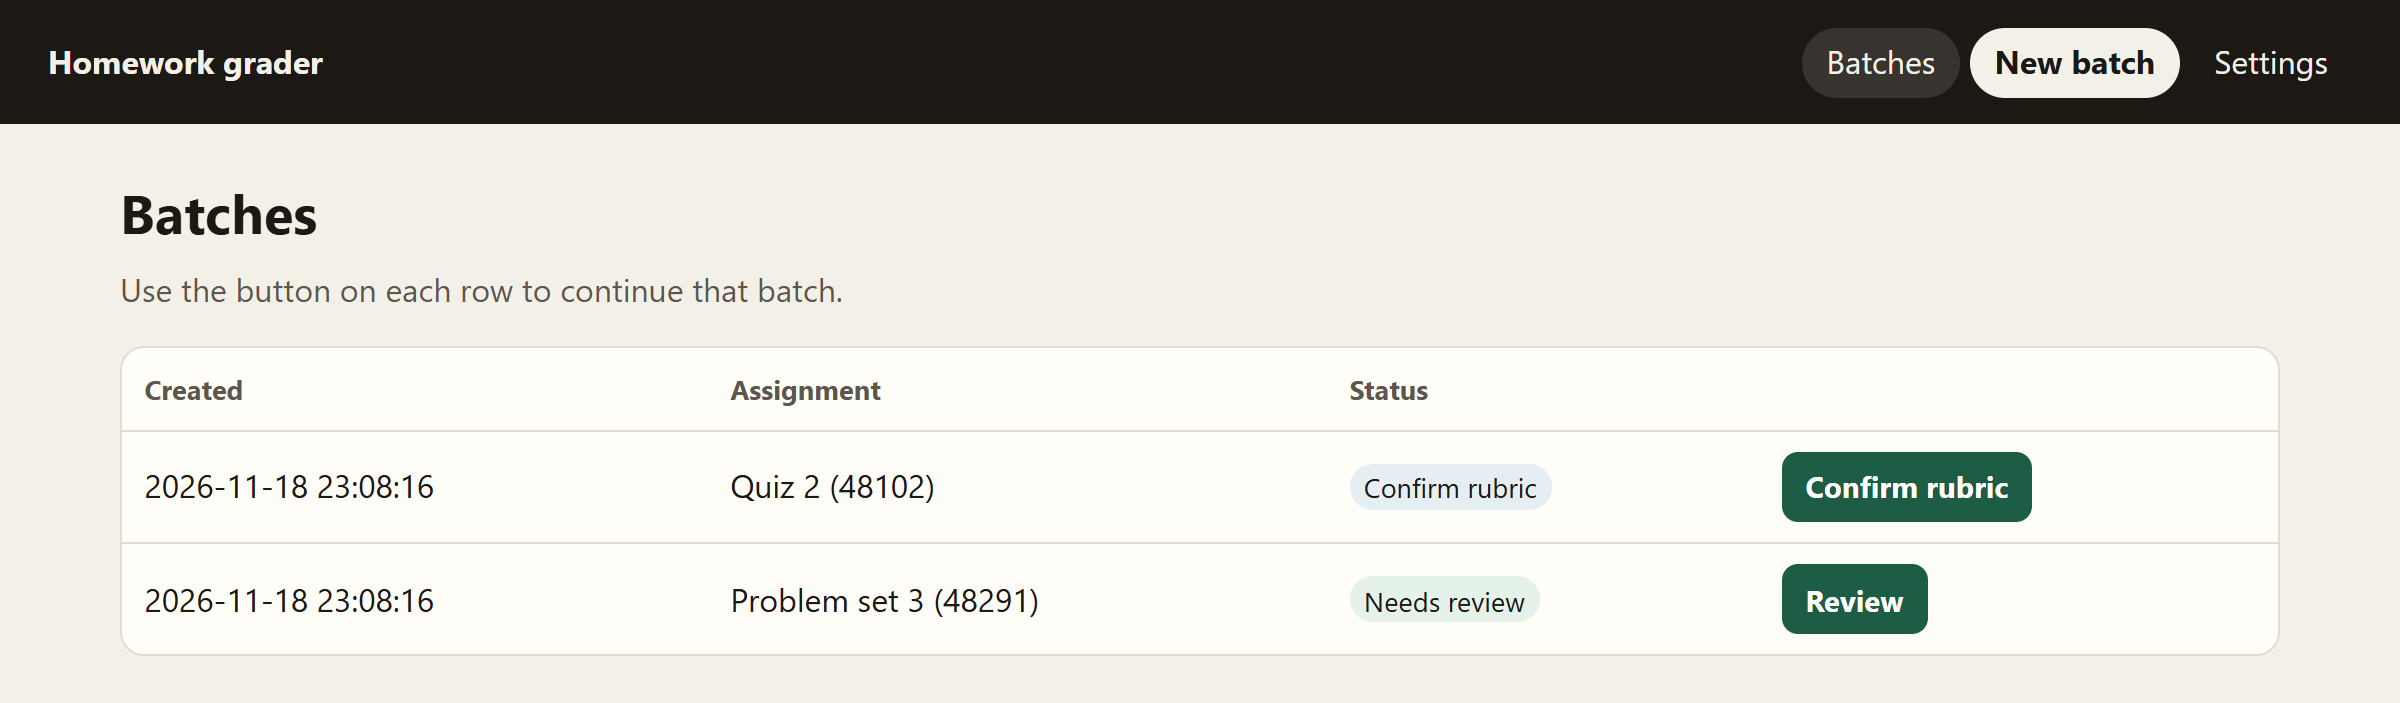 Homework grader Batches New batch Settings
Batches
Use the button on each row to continue that batch.
Created Assignment Status
2026-11-18 23:08:16 Quiz 2 (48102) Confirm rubric Confirm rubric
2026-11-18 23:08:16 Problem set 3 (48291) Needs review Review